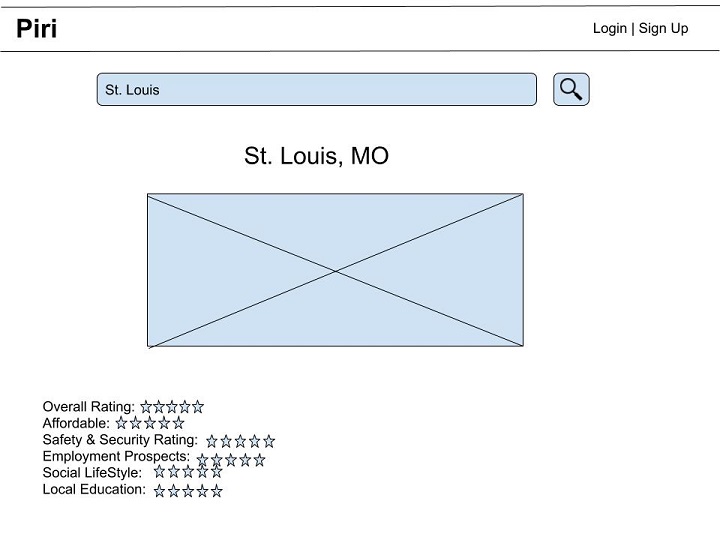 Piri
Login | Sign Up
St. Louis
St. Louis, MO
Overall Rating:
Affordable:
Safety & Security Rating:
Employment Prospects:
Social LifeStyle:
Local Education: